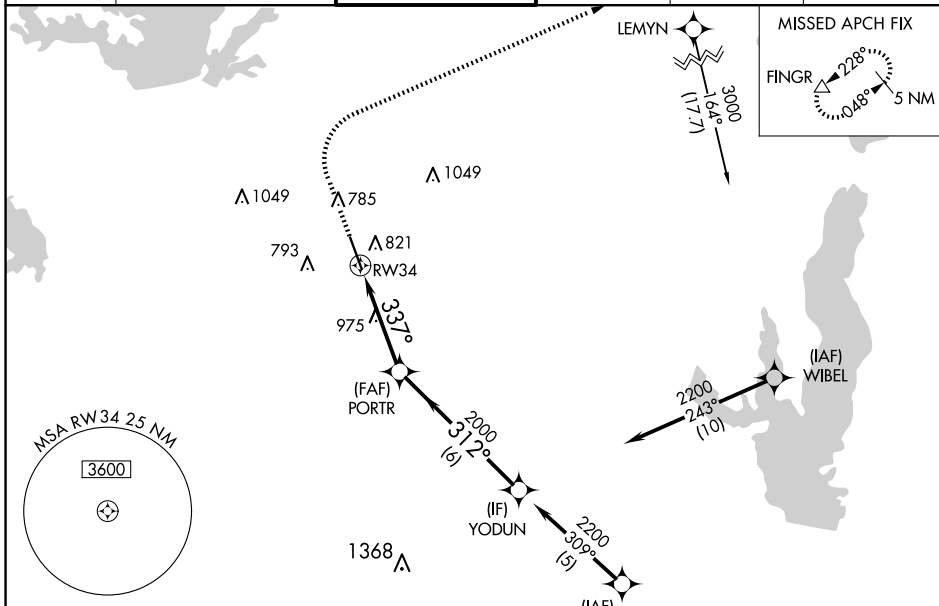 LEMYN
3000
164°
(17.7)
MISSED APCH FIX
FINGR
228°
048°
5 NM
1049
785
1049
793
821
RW34
975
337°
(FAF)
PORTR
2000
312°
(6)
(IAF)
WIBEL
2200
243°
(10)
MSA RW34 25 NM
3600
(IF)
YODUN
2200
309°
(5)
1368
(IAF)